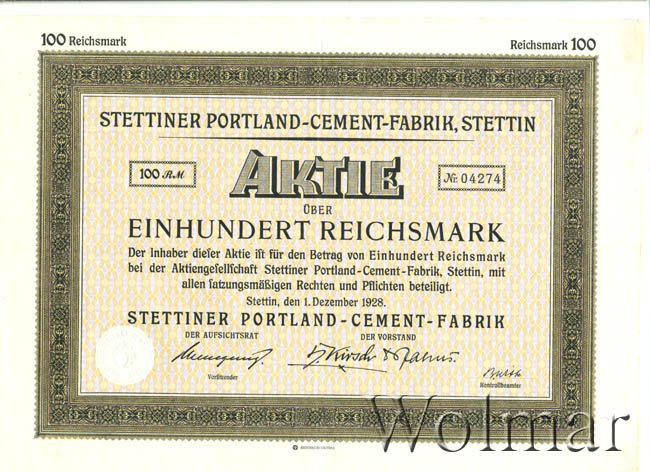 100 Reichsmark
Reichsmark 100
STETTINER PORTLAND-CEMENT-FABRIK, STETTIN
100 RM
AKTIE
Nr. 04274
ÜBER
EINHUNDERT REICHSMARK
Der Inhaber dieſer Aktie iſt für den Betrag von Einhundert Reichsmark
bei der Aktiengeſellſchaft Stettiner Portland-Cement-Fabrik, Stettin, mit
allen ſatzungsmäßigen Rechten und Pflichten beteiligt.
Stettin, den 1. Dezember 1928.
STETTINER PORTLAND-CEMENT-FABRIK
DER AUFSICHTSRAT
DER VORSTAND
Vorſitzender
Kontrollbeamter
Wolmar